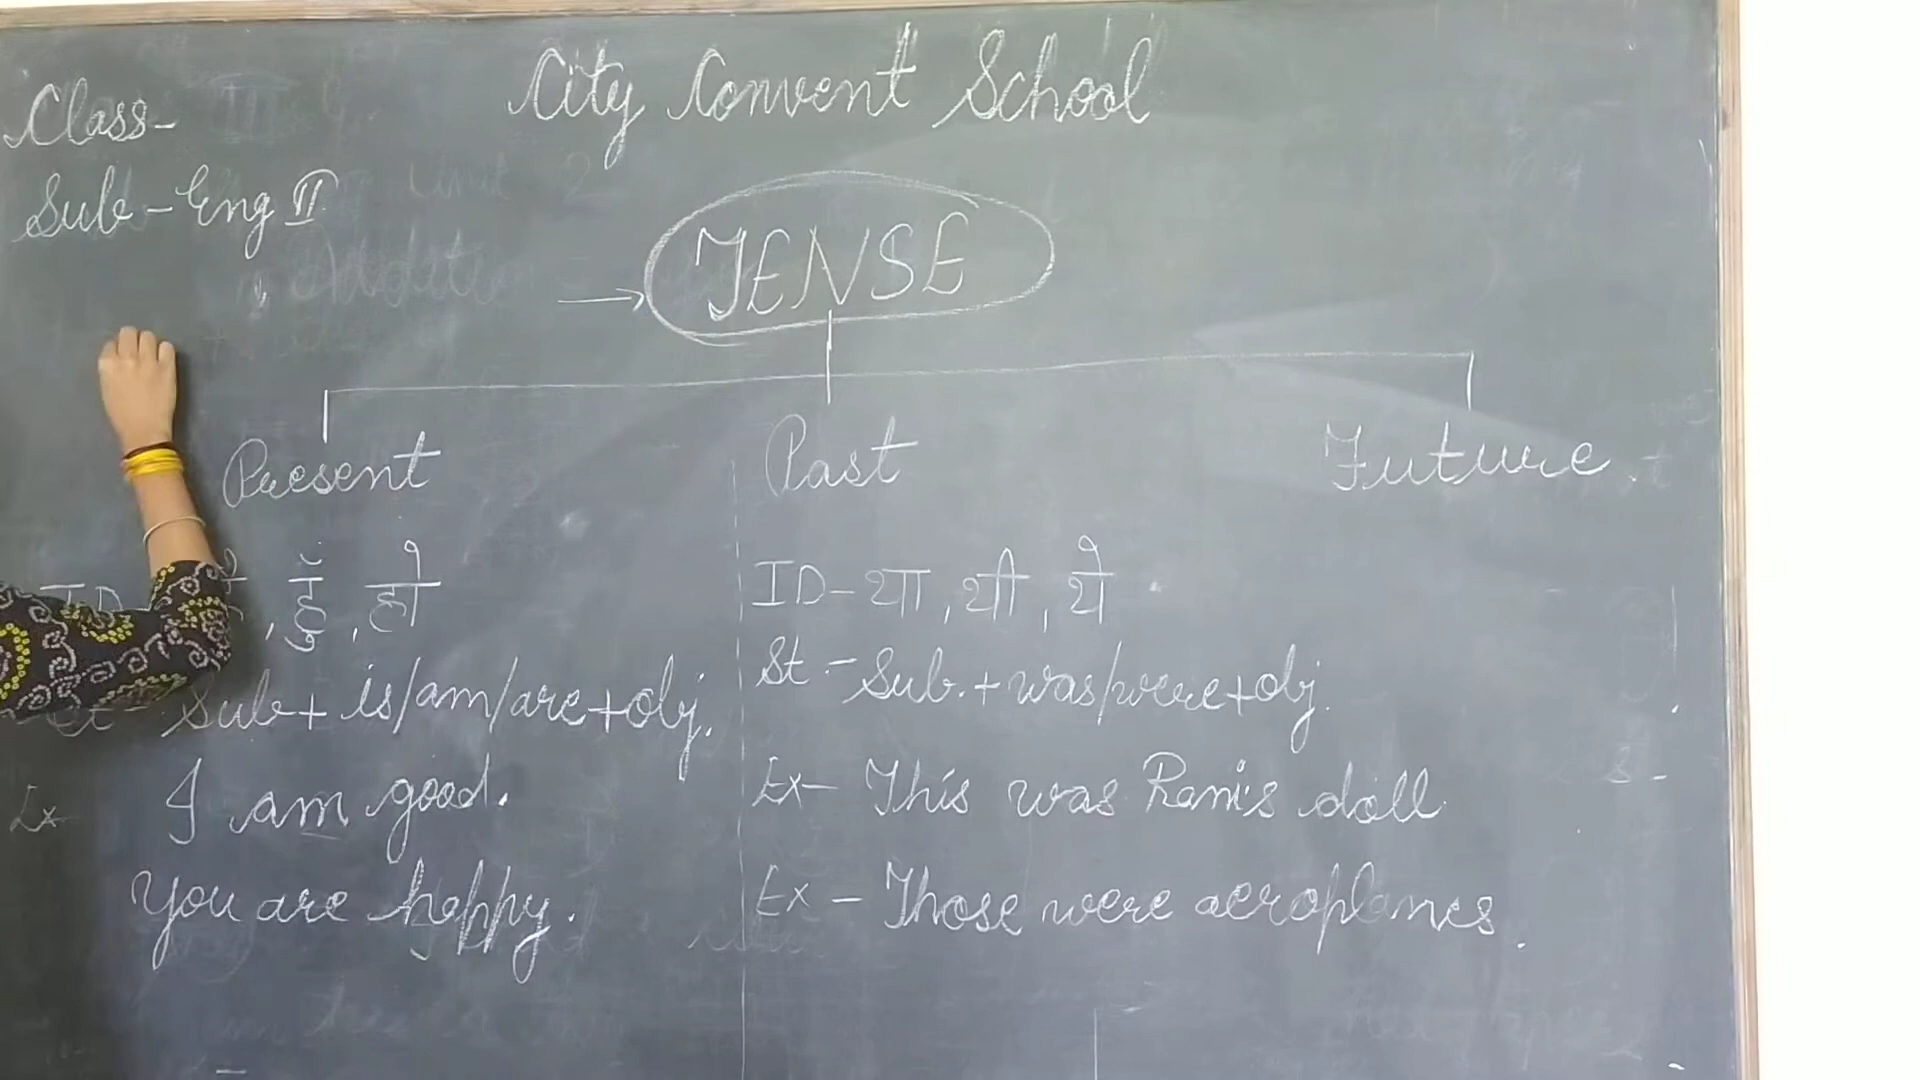 City Convent School
Class-
Sub-Eng II
TENSE
Present
Past
Future
हूँ, हो
Sub+ is/am/are+obj.
Ex
I am good.
You are happy.
ID-था, थी, थे
St-Sub.+was/were+obj.
Ex- This was Rani's doll
Ex - Those were aeroplanes.